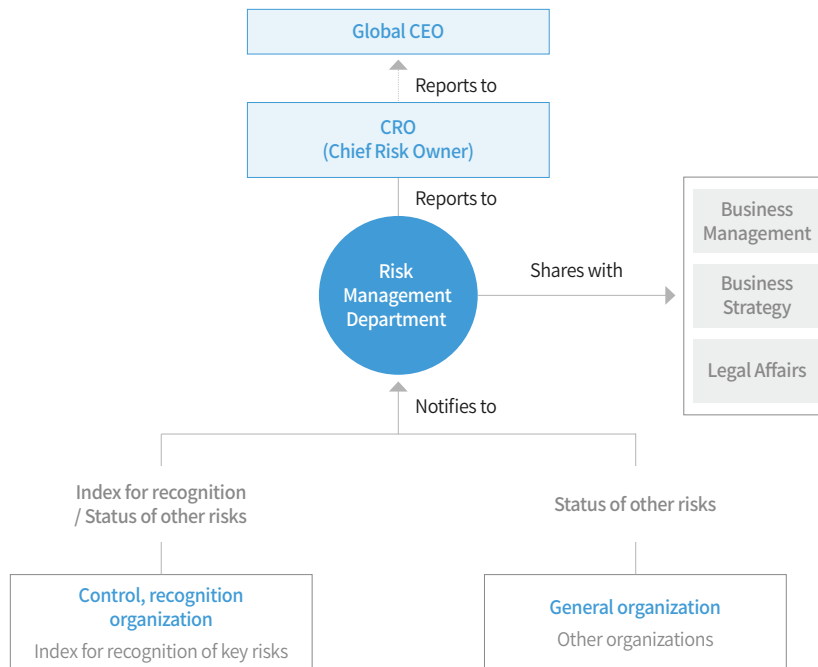 Global CEO
Reports to
CRO
(Chief Risk Owner)
Reports to
Risk
Management
Department
Shares with
Business
Management
Business
Strategy
Legal Affairs
Notifies to
Index for recognition
/ Status of other risks
Status of other risks
Control, recognition
organization
Index for recognition of key risks
General organization
Other organizations